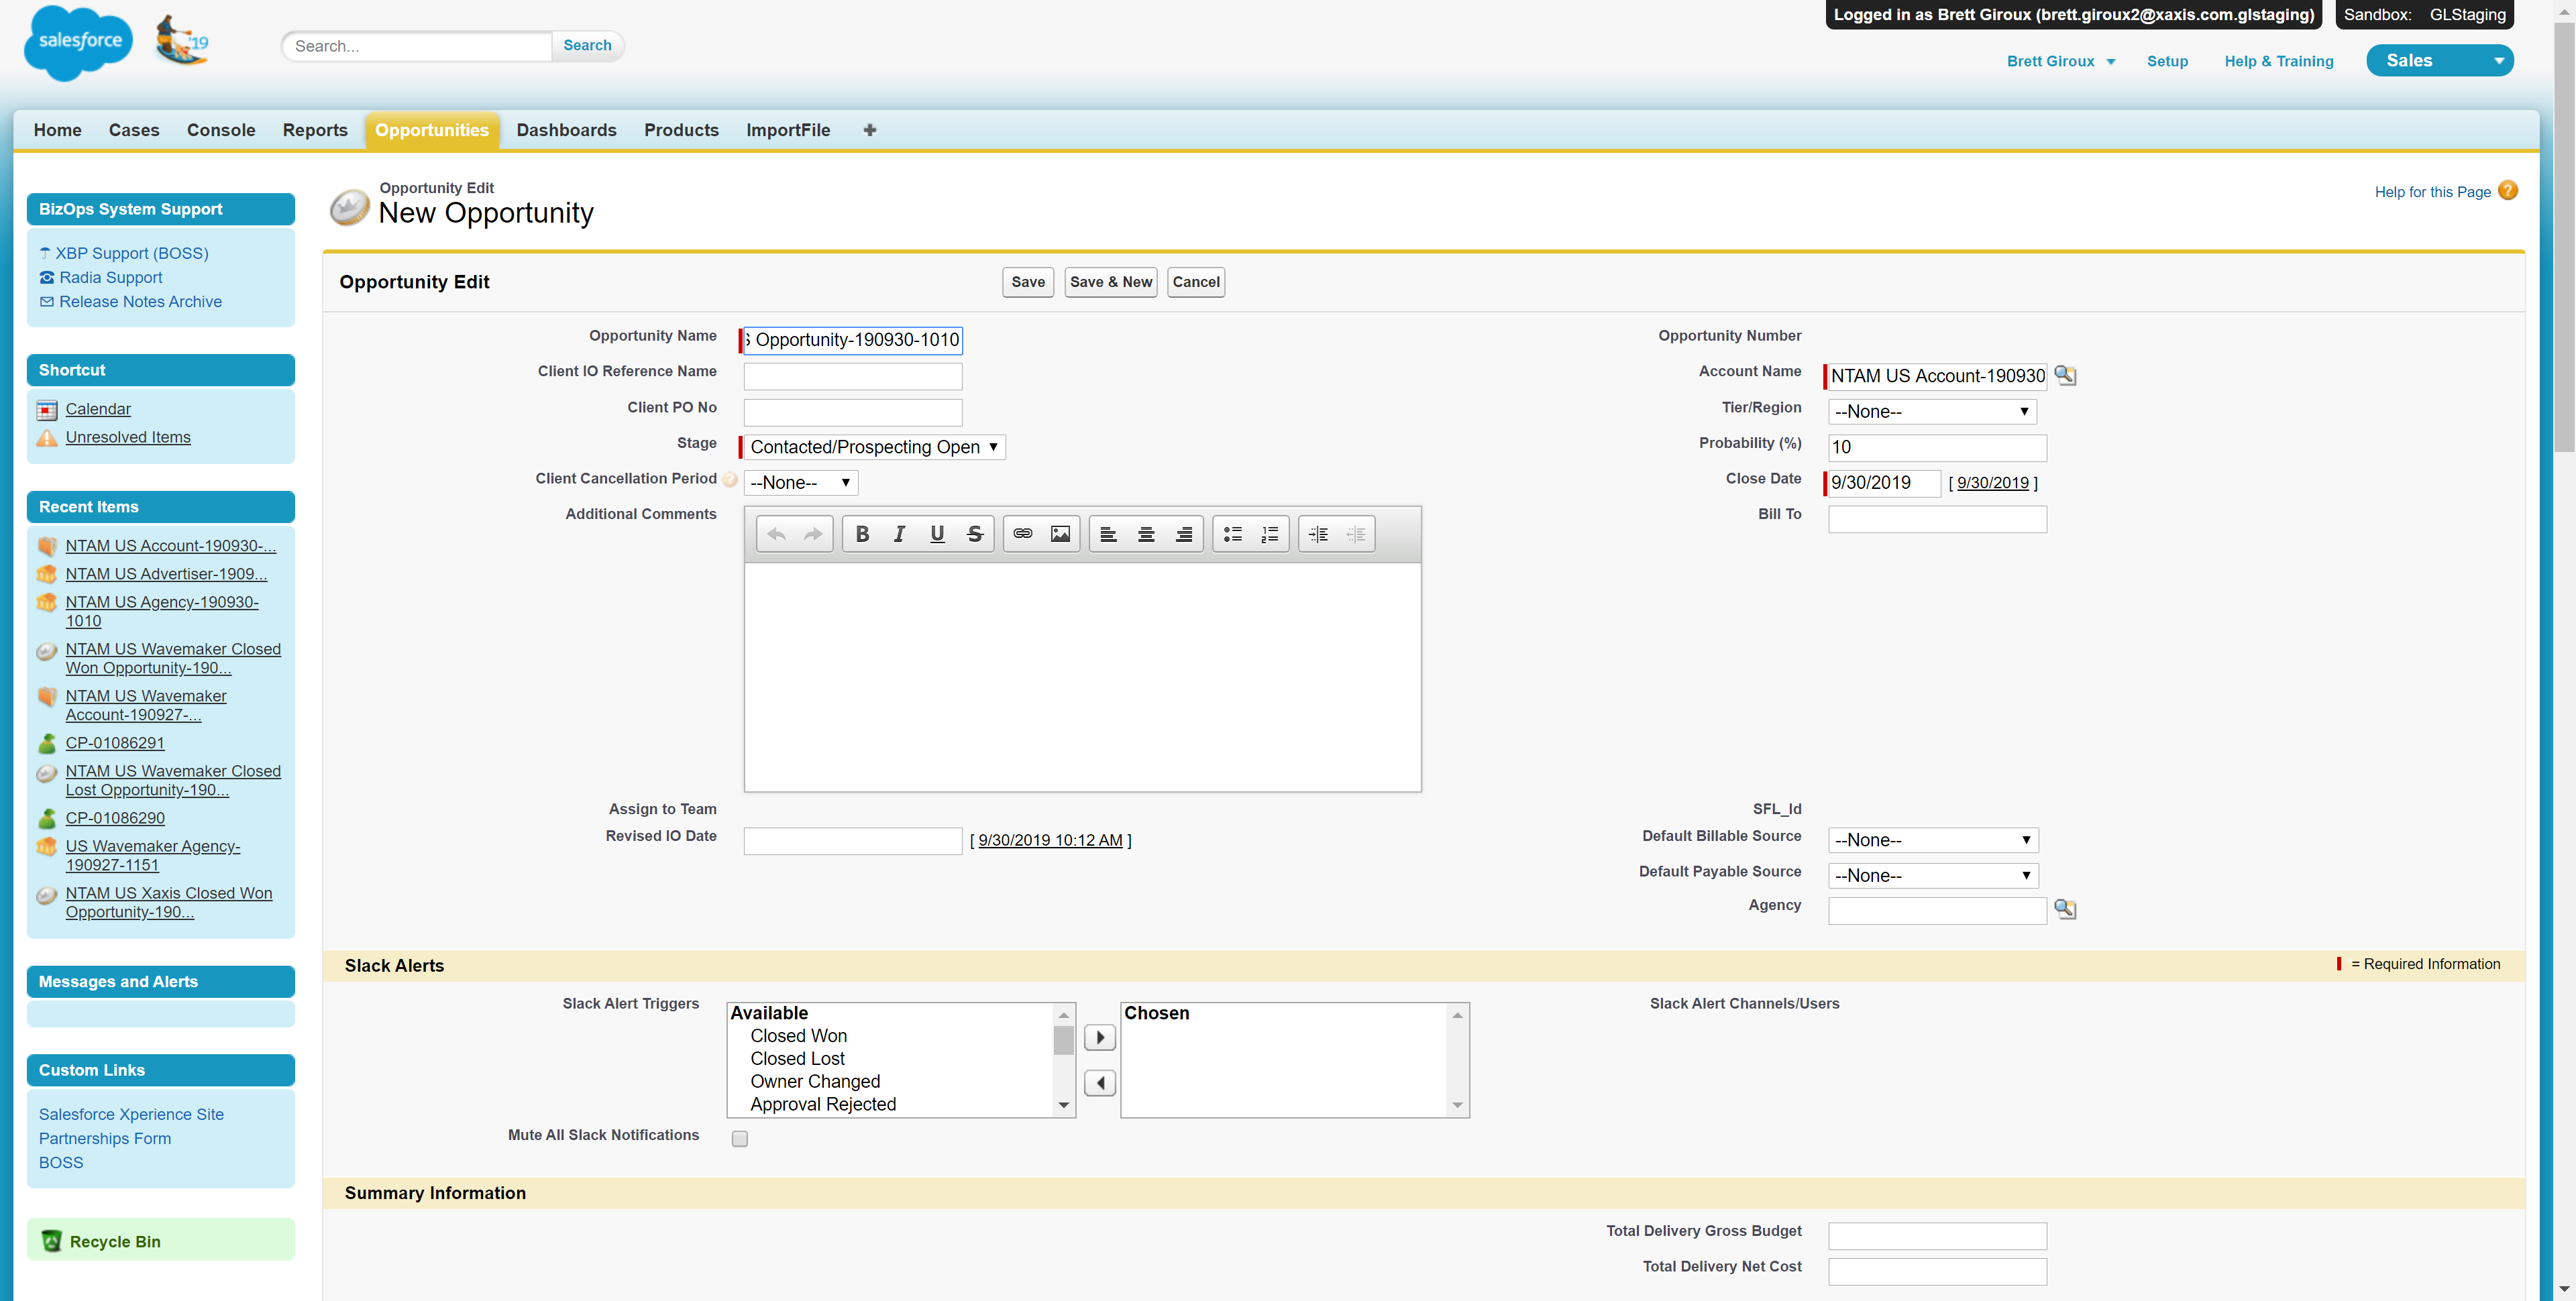 Logged in as Brett Giroux (brett.giroux2@xaxis.com.glstaging)
Sandbox: GLStaging
salesforce
'19
Search...
Search
Brett Giroux
Setup
Help & Training
Sales
Home
Cases
Console
Reports
Opportunities
Dashboards
Products
ImportFile
+
BizOps System Support
XBP Support (BOSS)
Radia Support
Release Notes Archive
Shortcut
Calendar
Unresolved Items
Recent Items
NTAM US Account-190930-...
NTAM US Advertiser-1909...
NTAM US Agency-190930-
1010
NTAM US Wavemaker Closed
Won Opportunity-190...
NTAM US Wavemaker
Account-190927-...
CP-01086291
NTAM US Wavemaker Closed
Lost Opportunity-190...
CP-01086290
US Wavemaker Agency-
190927-1151
NTAM US Xaxis Closed Won
Opportunity-190...
Messages and Alerts
Custom Links
Salesforce Xperience Site
Partnerships Form
BOSS
Recycle Bin
Opportunity Edit
New Opportunity
Help for this Page ?
Opportunity Edit
Save
Save & New
Cancel
Opportunity Name
Opportunity-190930-1010
Opportunity Number
Client IO Reference Name
Account Name
NTAM US Account-190930
Client PO No
Tier/Region
--None--
Stage
Contacted/Prospecting Open
Probability (%)
10
Client Cancellation Period
--None--
Close Date
9/30/2019
[ 9/30/2019 ]
Additional Comments
B I U S
Bill To
Assign to Team
SFL_Id
Revised IO Date
[ 9/30/2019 10:12 AM ]
Default Billable Source
--None--
Default Payable Source
--None--
Agency
Slack Alerts
= Required Information
Slack Alert Triggers
Available
Closed Won
Closed Lost
Owner Changed
Approval Rejected
Chosen
Slack Alert Channels/Users
Mute All Slack Notifications
Summary Information
Total Delivery Gross Budget
Total Delivery Net Cost